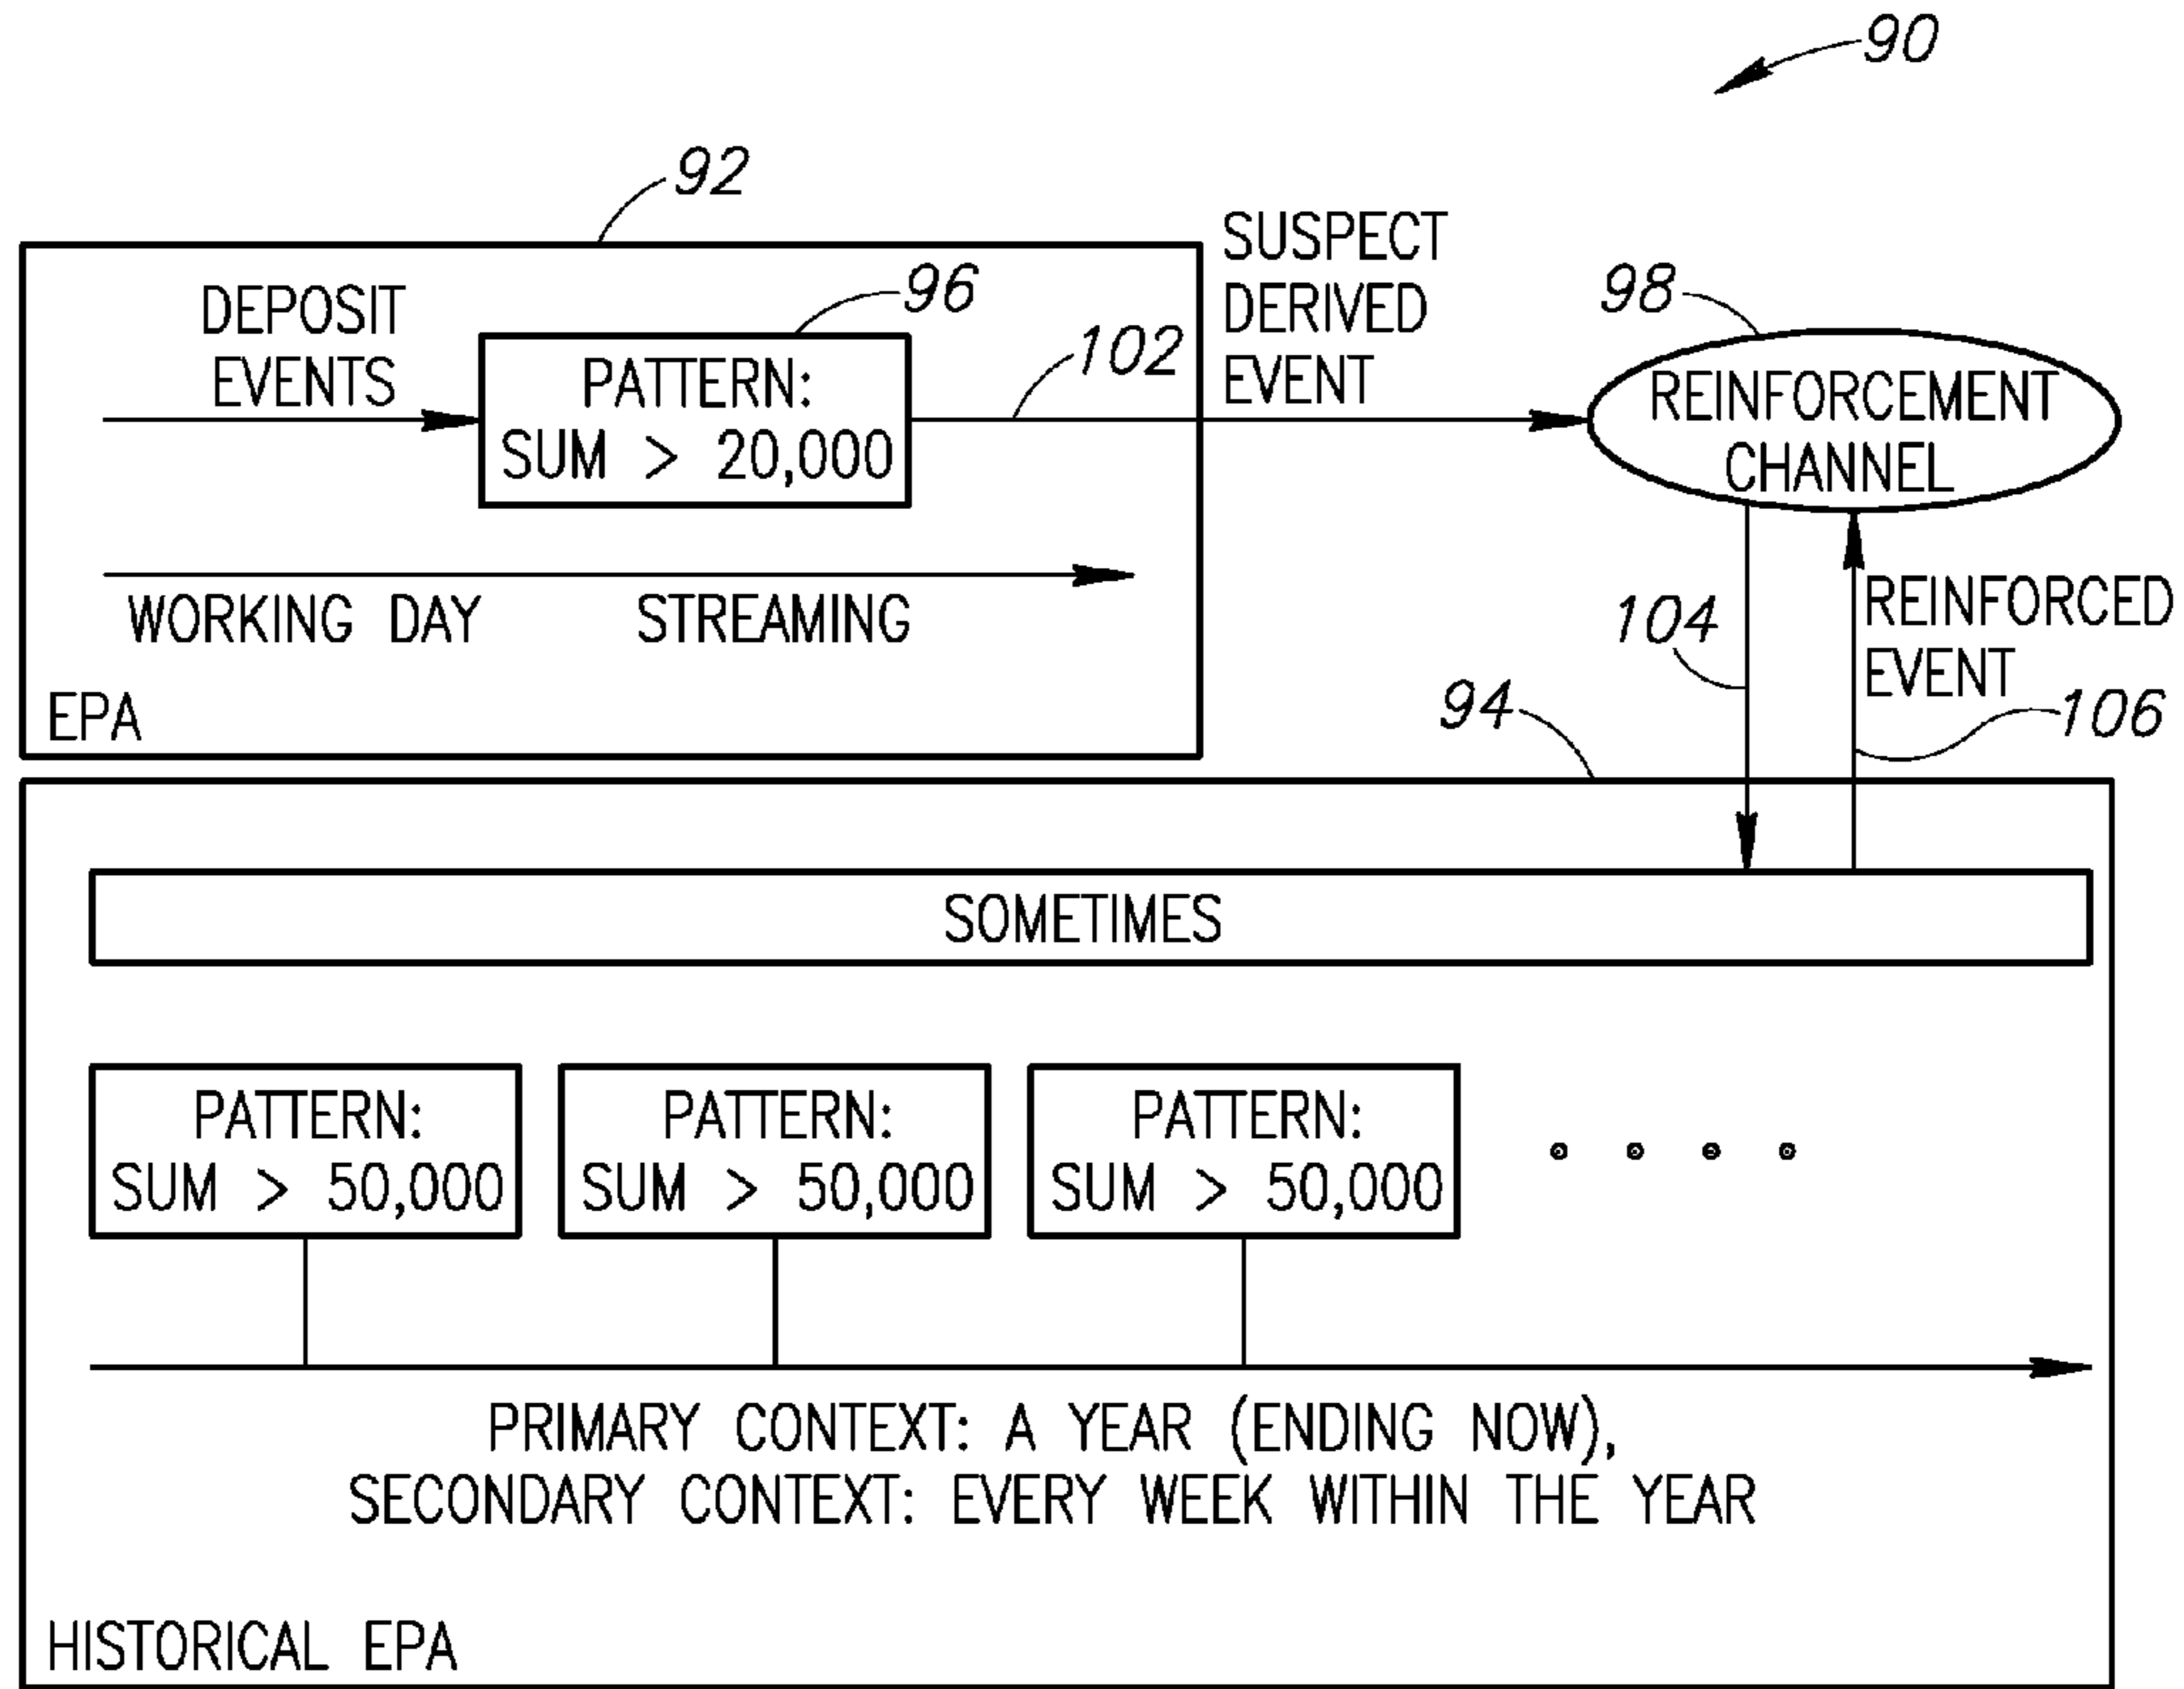 90
92
DEPOSIT
EVENTS
96
PATTERN:
SUM > 20,000
102
SUSPECT
DERIVED
EVENT
98
REINFORCEMENT
CHANNEL
WORKING DAY STREAMING
EPA
104
REINFORCED
EVENT
106
94
SOMETIMES
PATTERN:
SUM > 50,000
PATTERN:
SUM > 50,000
PATTERN:
SUM > 50,000
PRIMARY CONTEXT: A YEAR (ENDING NOW),
SECONDARY CONTEXT: EVERY WEEK WITHIN THE YEAR
HISTORICAL EPA